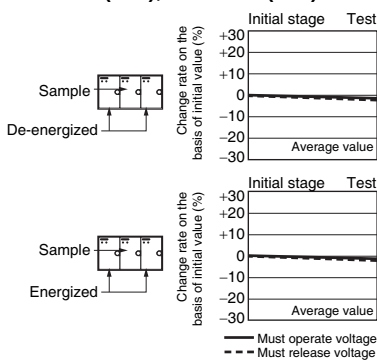 Initial stage Test
Change rate on the
basis of initial value (%)
+30
+20
+10
0
−10
−20
−30
Sample
De-energized
Average value
Initial stage Test
Change rate on the
basis of initial value (%)
+30
+20
+10
0
−10
−20
−30
Sample
Energized
Average value
Must operate voltage
Must release voltage